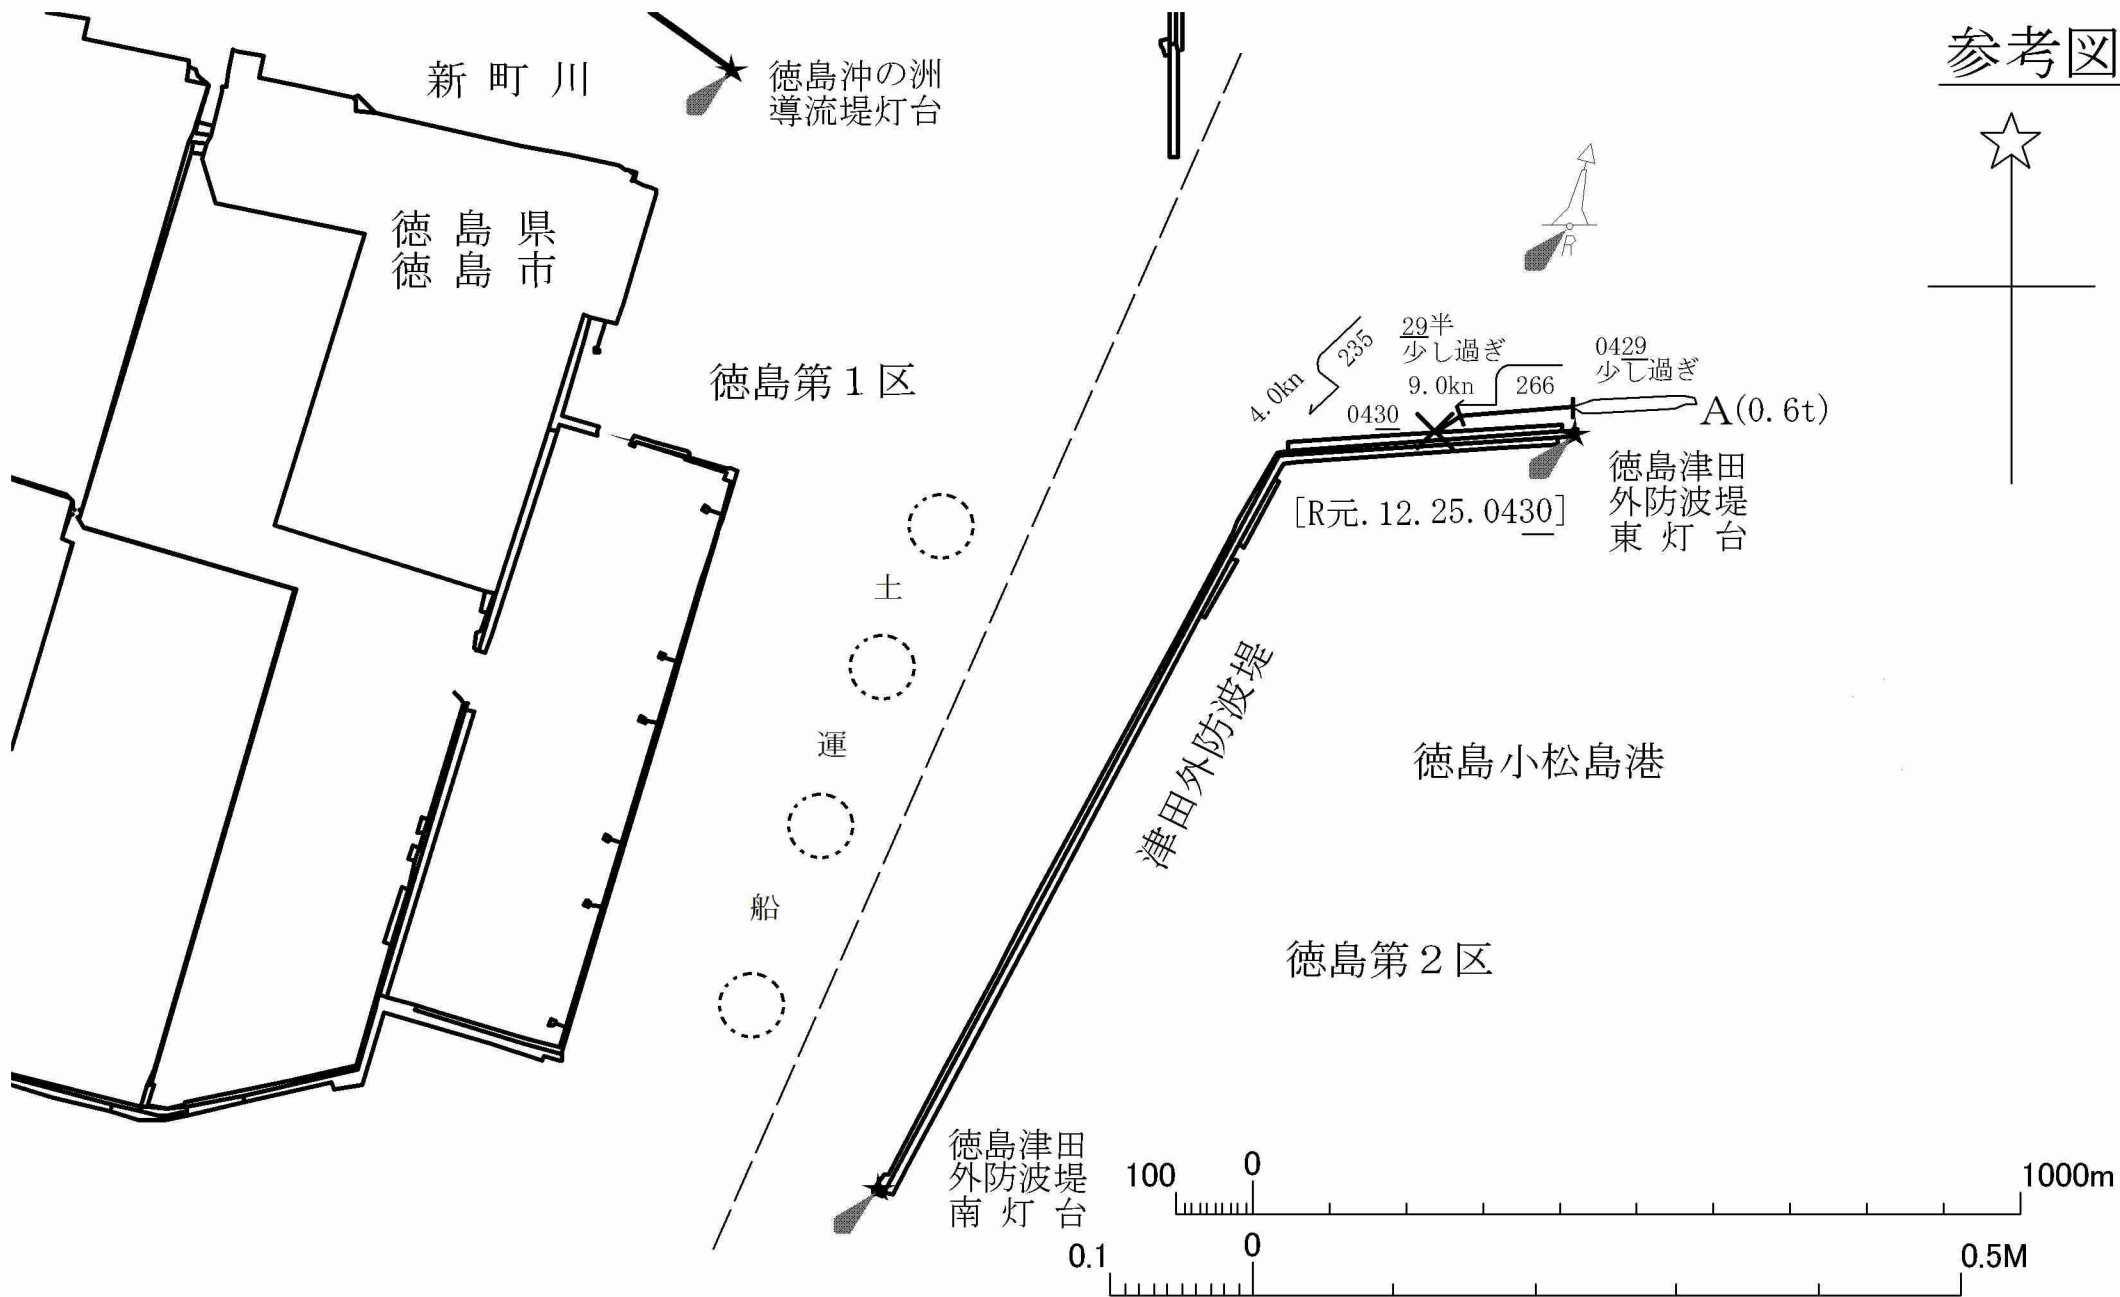 参考図
新町川
徳島沖の洲
導流堤灯台
徳島県
徳島市
R
徳島第1区
4.0kn
235
29半
少し過ぎ
0429
少し過ぎ
9.0kn
266
0430
A(0.6t)
徳島津田
外防波堤
東灯台
[R元.12.25.0430]
土
運
船
津田外防波堤
徳島小松島港
徳島第2区
徳島津田
外防波堤
南灯台
100
0
1000m
0.1
0
0.5M